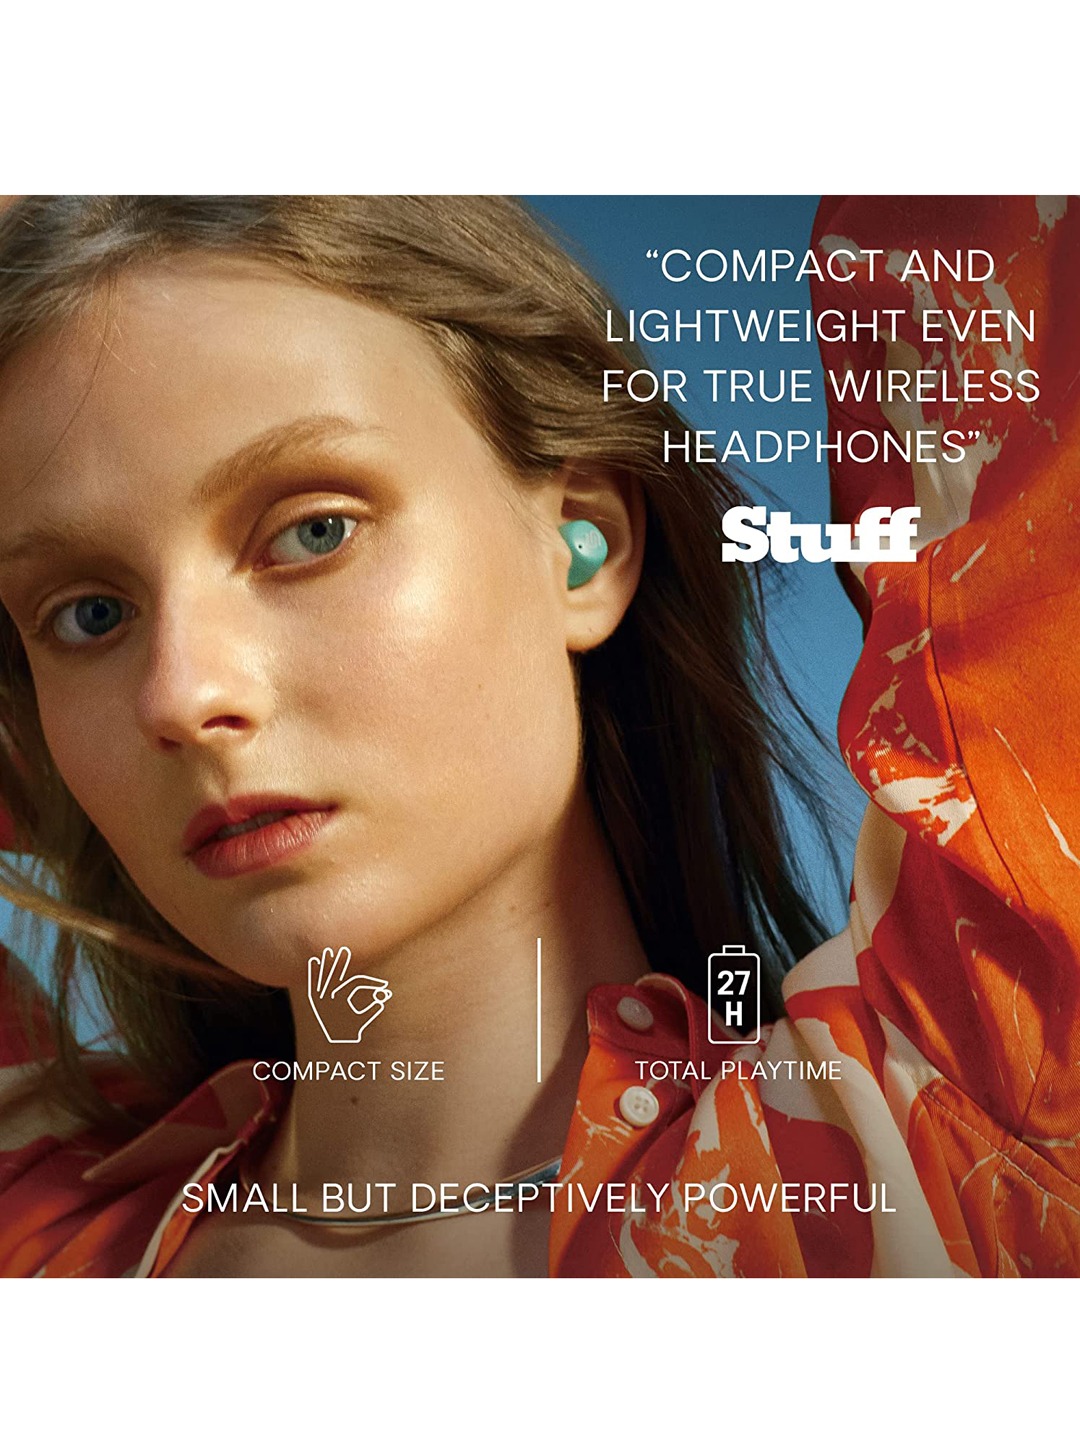 “COMPACT AND
LIGHTWEIGHT EVEN
FOR TRUE WIRELESS
HEADPHONES”
Stuff
27
H
COMPACT SIZE
TOTAL PLAYTIME
SMALL BUT DECEPTIVELY POWERFUL